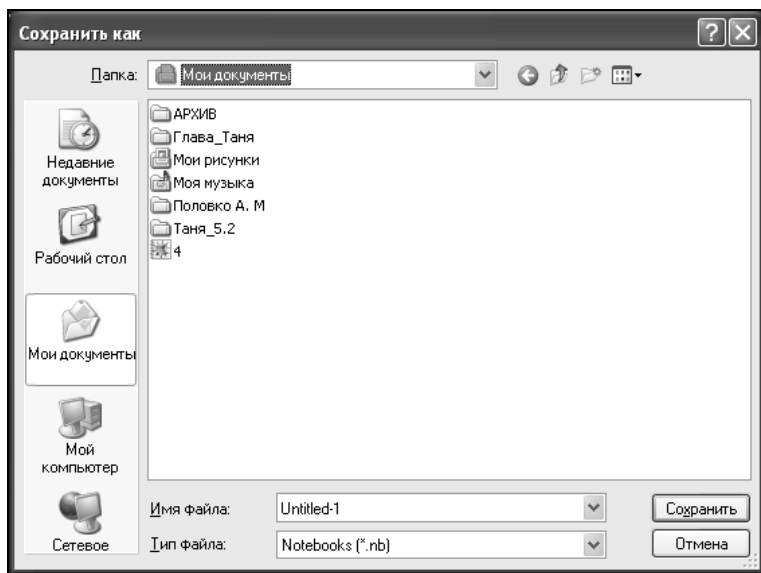 Сохранить как
Папка:
Мои документы
Недавние
документы
Рабочий стол
Мои документы
Мой
компьютер
Сетевое
АРХИВ
Глава_Таня
Мои рисунки
Моя музыка
Половко А. М
Таня_5.2
4
Имя файла:
Untitled-1
Сохранить
Тип файла:
Notebooks (*.nb)
Отмена